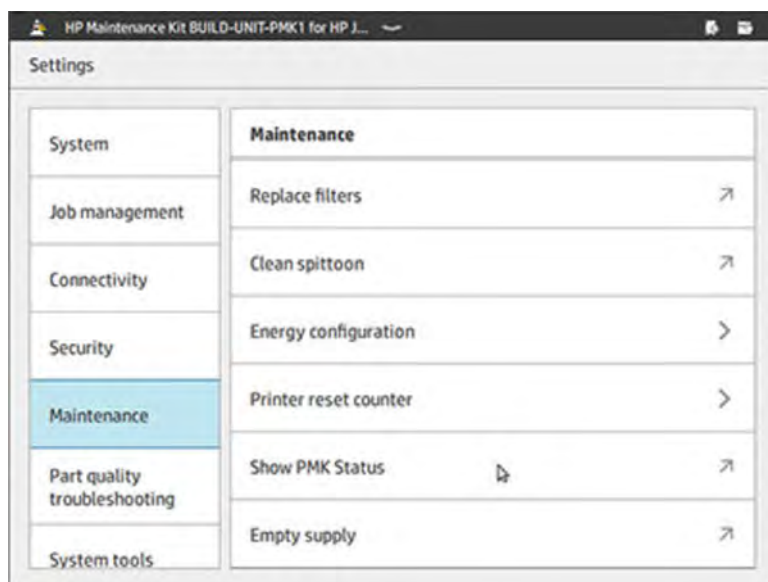 HP Maintenance Kit BUILD-UNIT-PMK1 for HP J...
Settings
System
Job management
Connectivity
Security
Maintenance
Part quality
troubleshooting
System tools
Maintenance
Replace filters
Clean spittoon
Energy configuration
Printer reset counter
Show PMK Status
Empty supply